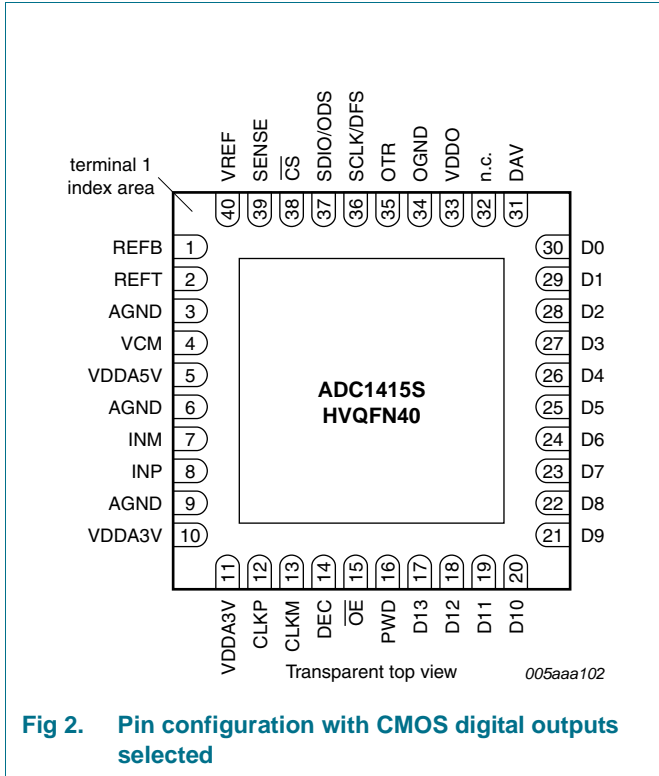 VREF
SENSE
CS
SDIO/ODS
SCLK/DFS
OTR
OGND
VDDO
n.c.
DAV
terminal 1
index area
40 39 38 37 36 35 34 33 32 31
REFB 1 30 D0
REFT 2 29 D1
AGND 3 28 D2
VCM 4 27 D3
VDDA5V 5 26 D4
AGND 6 25 D5
INM 7 24 D6
INP 8 23 D7
AGND 9 22 D8
VDDA3V 10 21 D9
ADC1415S
HVQFN40
11 12 13 14 15 16 17 18 19 20
VDDA3V
CLKP
CLKM
DEC
OE
PWD
D13
D12
D11
D10
Transparent top view 005aaa102
Fig 2. Pin configuration with CMOS digital outputs
selected